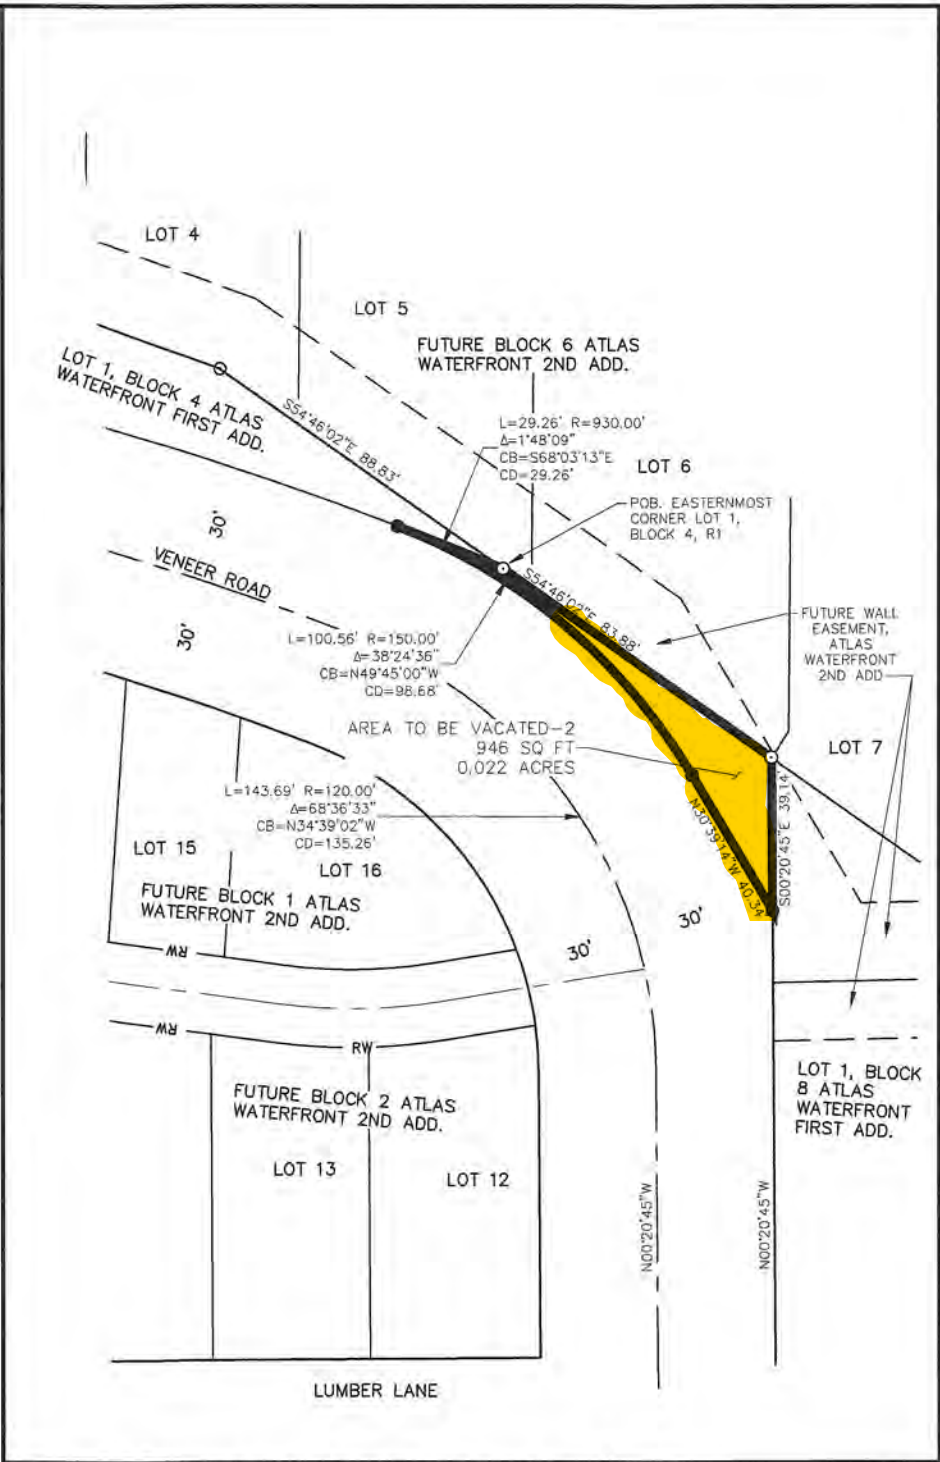 LOT 4
LOT 5
FUTURE BLOCK 6 ATLAS
WATERFRONT 2ND ADD.
LOT 1, BLOCK 4 ATLAS
WATERFRONT FIRST ADD.
S54°46'02"E 88.83'
L=29.26' R=930.00'
Δ=1°48'09"
CB=S68°03'13"E
CD=29.26'
LOT 6
POB. EASTERNMOST
CORNER LOT 1,
BLOCK 4, R1
30'
VENEER ROAD
30'
S54°46'02"E 83.88'
FUTURE WALL
EASEMENT,
ATLAS
WATERFRONT
2ND ADD
L=100.56' R=150.00'
Δ=38°24'36"
CB=N49°45'00"W
CD=98.68'
AREA TO BE VACATED-2
946 SQ FT
0.022 ACRES
LOT 7
L=143.69' R=120.00'
Δ=68°36'33"
CB=N34°39'02"W
CD=135.26'
N30°39'14"W 40.34'
S00°20'45"E 39.14'
LOT 15
LOT 16
FUTURE BLOCK 1 ATLAS
WATERFRONT 2ND ADD.
30'
30'
RW
RW
RW
FUTURE BLOCK 2 ATLAS
WATERFRONT 2ND ADD.
LOT 1, BLOCK
8 ATLAS
WATERFRONT
FIRST ADD.
LOT 13
LOT 12
N00°20'45"W
N00°20'45"W
LUMBER LANE